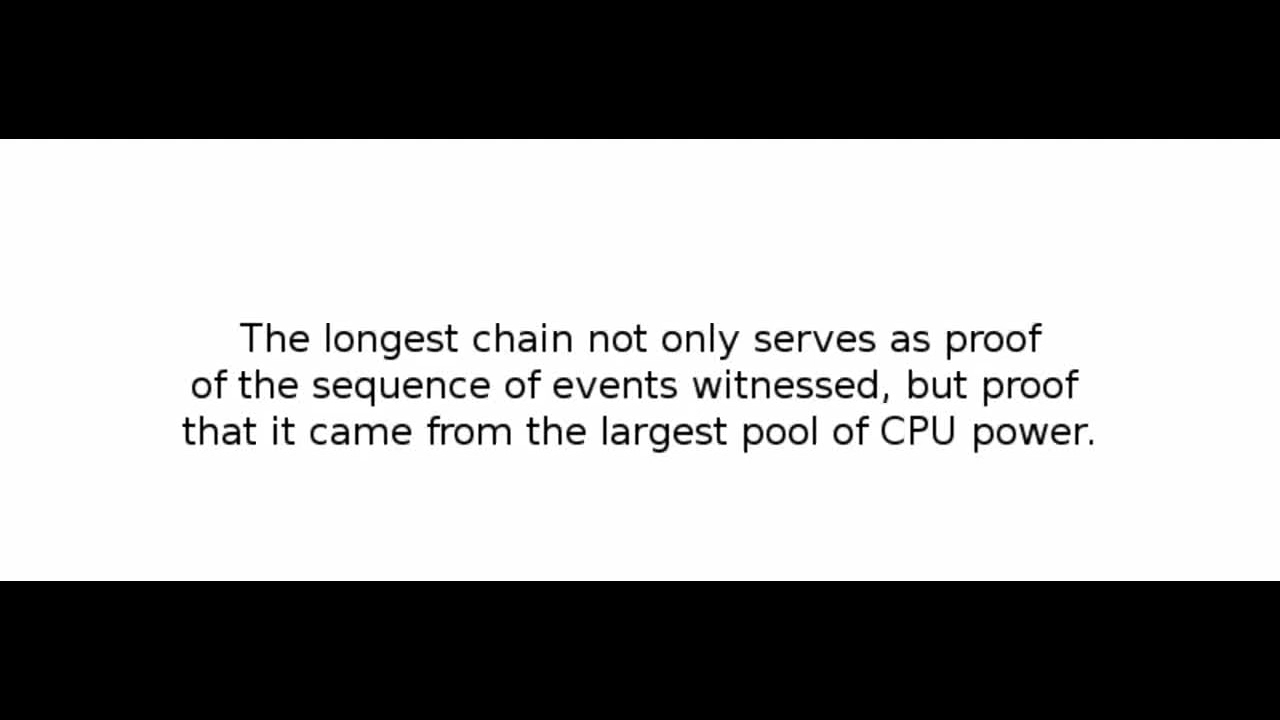 The longest chain not only serves as proof
of the sequence of events witnessed, but proof
that it came from the largest pool of CPU power.